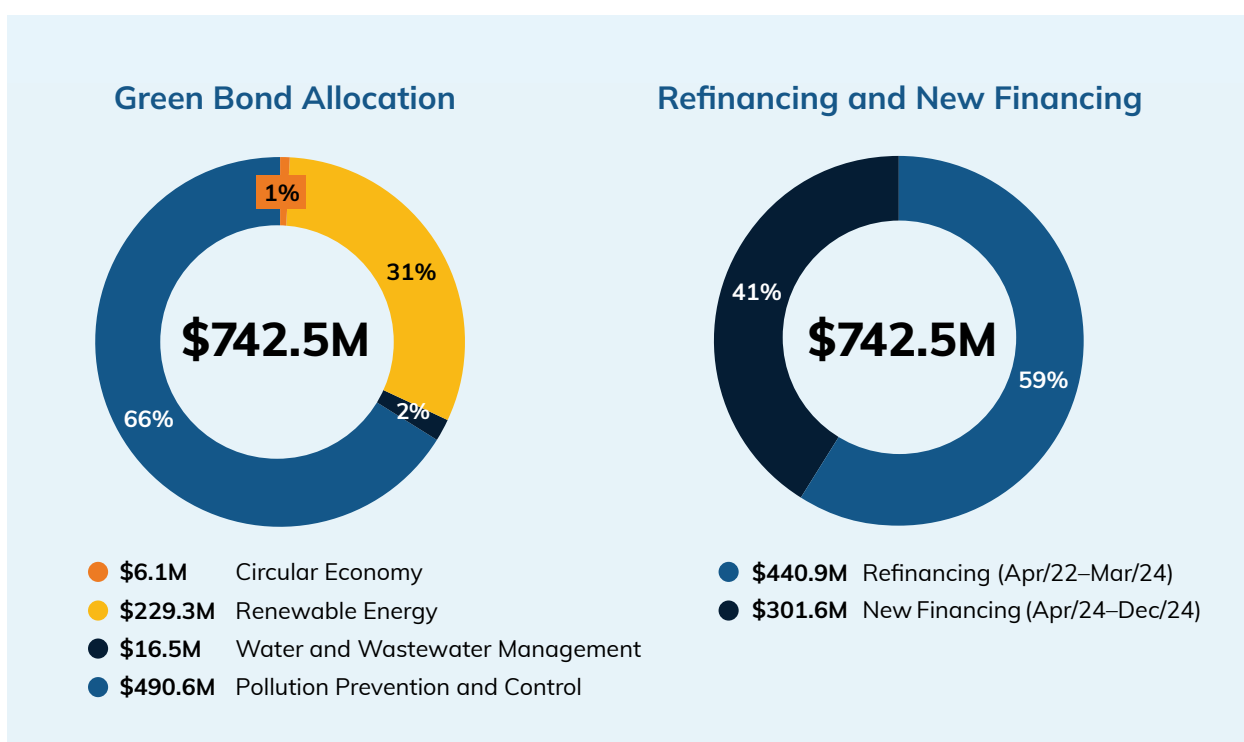 Green Bond Allocation
1%
31%
$742.5M
2%
66%
$6.1M Circular Economy
$229.3M Renewable Energy
$16.5M Water and Wastewater Management
$490.6M Pollution Prevention and Control
Refinancing and New Financing
41%
$742.5M
59%
$440.9M Refinancing (Apr/22–Mar/24)
$301.6M New Financing (Apr/24–Dec/24)